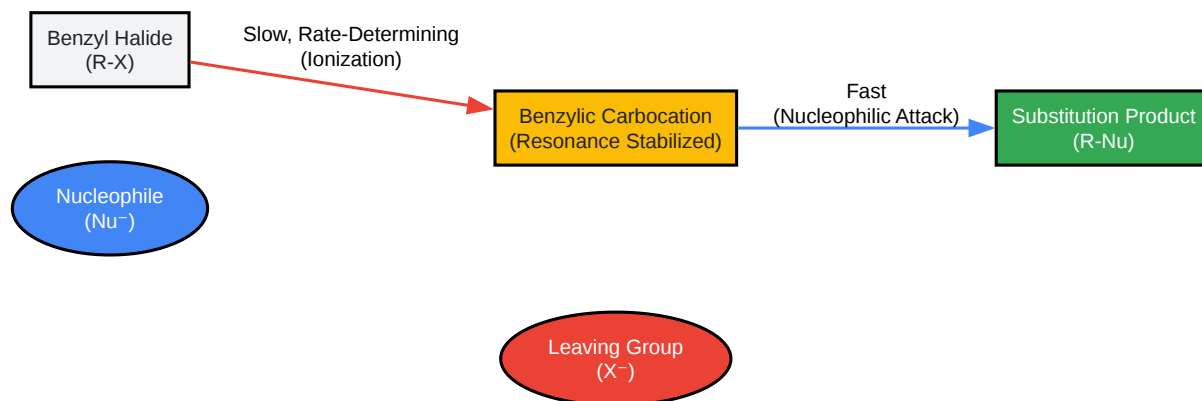 Benzyl Halide
(R-X)
Slow, Rate-Determining
(Ionization)
Benzylic Carbocation
(Resonance Stabilized)
Fast
(Nucleophilic Attack)
Substitution Product
(R-Nu)
Nucleophile
(Nu⁻)
Leaving Group
(X⁻)